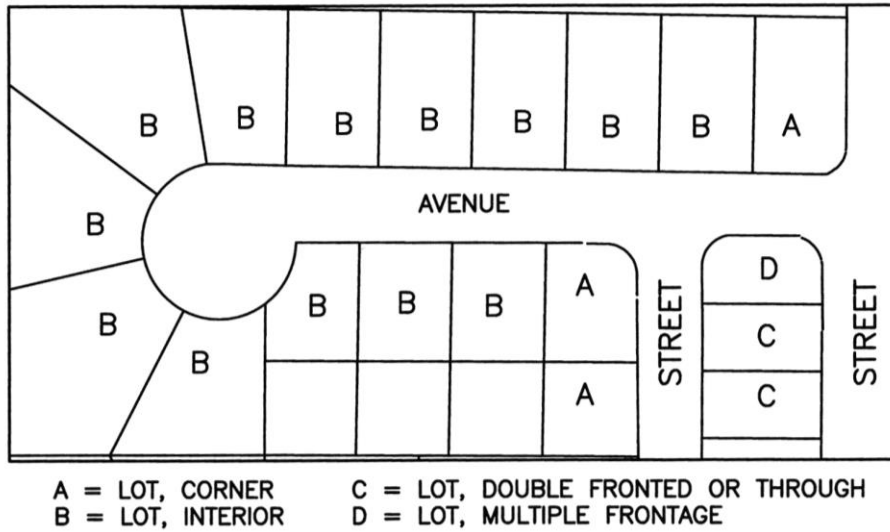 B B B B B B B A
AVENUE
B
B B B A D
B STREET C STREET
B A C
A = LOT, CORNER C = LOT, DOUBLE FRONTED OR THROUGH
B = LOT, INTERIOR D = LOT, MULTIPLE FRONTAGE